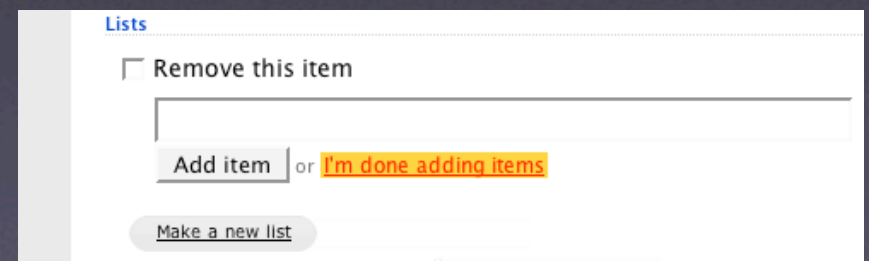 Lists
Remove this item
Add item or I'm done adding items
Make a new list